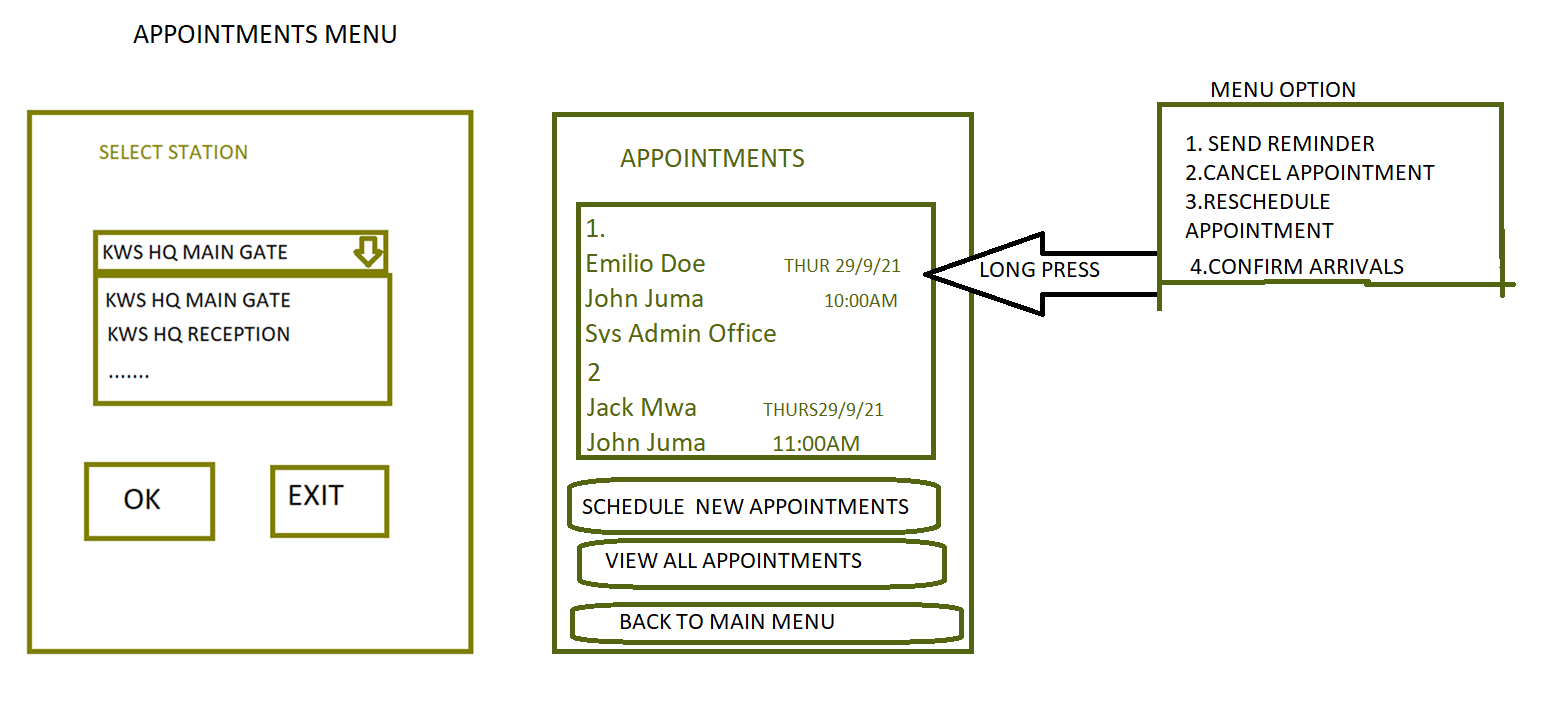 APPOINTMENTS MENU
SELECT STATION
KWS HQ MAIN GATE
KWS HQ MAIN GATE
KWS HQ RECEPTION
.......
OK
EXIT
APPOINTMENTS
1.
Emilio Doe THUR 29/9/21
John Juma 10:00AM
Svs Admin Office
2
Jack Mwa THURS29/9/21
John Juma 11:00AM
SCHEDULE NEW APPOINTMENTS
VIEW ALL APPOINTMENTS
BACK TO MAIN MENU
LONG PRESS
MENU OPTION
1. SEND REMINDER
2.CANCEL APPOINTMENT
3.RESCHEDULE
APPOINTMENT
4.CONFIRM ARRIVALS